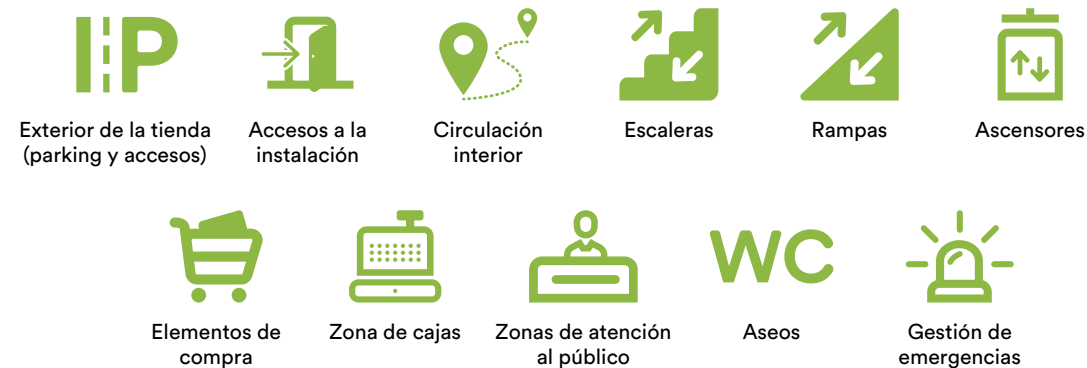 P
Exterior de la tienda
(parking y accesos)
Accesos a la
instalación
Circulación
interior
Escaleras
Rampas
Ascensores
Elementos de
compra
Zona de cajas
Zonas de atención
al público
WC
Aseos
Gestión de
emergencias